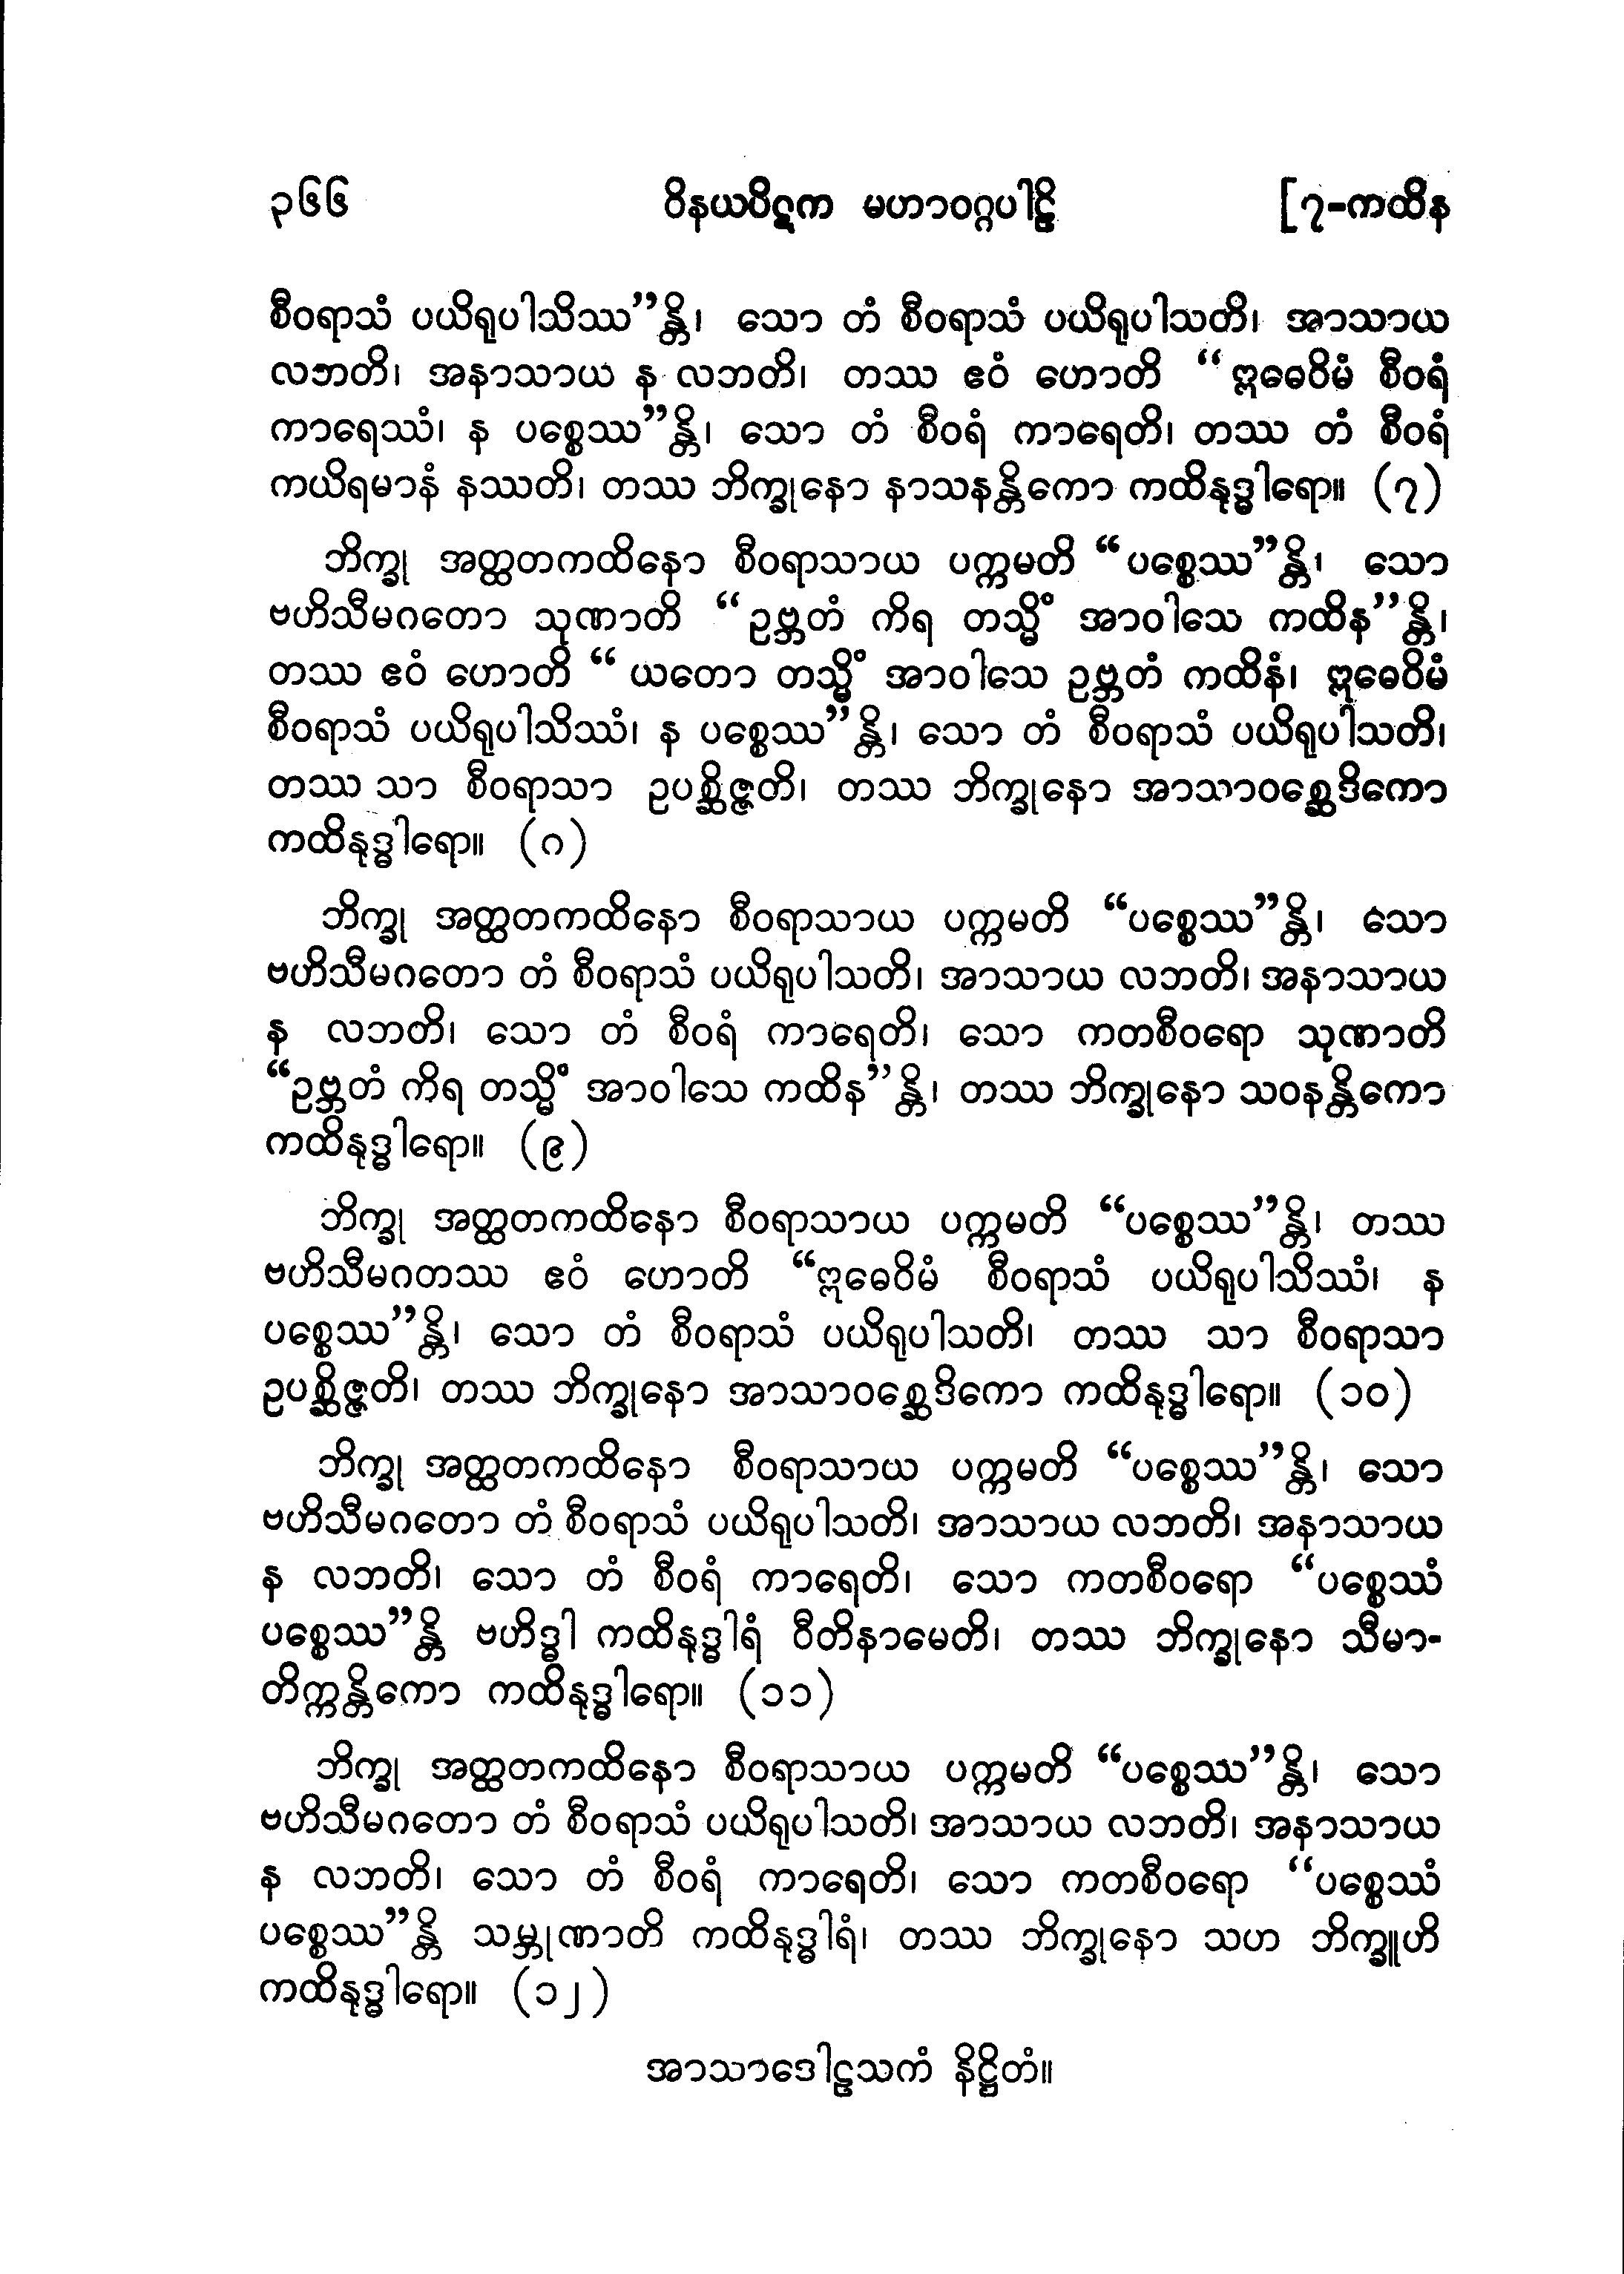 ၃၆၆ ဝိနယပိဋက မဟာဝဂ္ဂပါဠိ [၇-ကထိန
စီဝရာသံ ပယိရုပါသိဿ”န္တိ၊ သော တံ စီဝရာသံ ပယိရုပါသတိ၊ အာသာယ
လဘတိ၊ အနာသာယ န လဘတိ၊ တဿ ဧဝံ ဟောတိ “ဣဓေဝိမံ စီဝရံ
ကာရေဿံ၊ န ပစ္စေဿ”န္တိ၊ သော တံ စီဝရံ ကာရေတိ၊ တဿ တံ စီဝရံ
ကယိရမာနံ နဿတိ၊ တဿ ဘိက္ခုနော နာသနန္တိကော ကထိနုဒ္ဓါရော။ (၇)
ဘိက္ခု အတ္ထတကထိနော စီဝရာသာယ ပက္ကမတိ “ပစ္စေဿ”န္တိ၊ သော
ဗဟိသီမဂတော သုဏာတိ “ဥဗ္ဘတံ ကိရ တသ္မိံ အာဝါသေ ကထိန”န္တိ၊
တဿ ဧဝံ ဟောတိ “ယတော တသ္မိံ အာဝါသေ ဥဗ္ဘတံ ကထိနံ၊ ဣဓေဝိမံ
စီဝရာသံ ပယိရုပါသိဿံ၊ န ပစ္စေဿ”န္တိ၊ သော တံ စီဝရာသံ ပယိရုပါသတိ၊
တဿ သာ စီဝရာသာ ဥပစ္ဆိဇ္ဇတိ၊ တဿ ဘိက္ခုနော အာသာဝစ္ဆေဒိကော
ကထိနုဒ္ဓါရော။ (၈)
ဘိက္ခု အတ္ထတကထိနော စီဝရာသာယ ပက္ကမတိ “ပစ္စေဿ”န္တိ၊ သော
ဗဟိသီမဂတော တံ စီဝရာသံ ပယိရုပါသတိ၊ အာသာယ လဘတိ၊ အနာသာယ
န လဘတိ၊ သော တံ စီဝရံ ကာရေတိ၊ သော ကတစီဝရော သုဏာတိ
“ဥဗ္ဘတံ ကိရ တသ္မိံ အာဝါသေ ကထိန”န္တိ၊ တဿ ဘိက္ခုနော သဝနန္တိကော
ကထိနုဒ္ဓါရော။ (၉)
ဘိက္ခု အတ္ထတကထိနော စီဝရာသာယ ပက္ကမတိ “ပစ္စေဿ”န္တိ၊ တဿ
ဗဟိသီမဂတဿ ဧဝံ ဟောတိ “ဣဓေဝိမံ စီဝရာသံ ပယိရုပါသိဿံ၊ န
ပစ္စေဿ”န္တိ၊ သော တံ စီဝရာသံ ပယိရုပါသတိ၊ တဿ သာ စီဝရာသာ
ဥပစ္ဆိဇ္ဇတိ၊ တဿ ဘိက္ခုနော အာသာဝစ္ဆေဒိကော ကထိနုဒ္ဓါရော။ (၁၀)
ဘိက္ခု အတ္ထတကထိနော စီဝရာသာယ ပက္ကမတိ “ပစ္စေဿ”န္တိ၊ သော
ဗဟိသီမဂတော တံ စီဝရာသံ ပယိရုပါသတိ၊ အာသာယ လဘတိ၊ အနာသာယ
န လဘတိ၊ သော တံ စီဝရံ ကာရေတိ၊ သော ကတစီဝရော “ပစ္စေဿံ
ပစ္စေဿ”န္တိ ဗဟိဒ္ဓါ ကထိနုဒ္ဓါရံ ဝီတိနာမေတိ၊ တဿ ဘိက္ခုနော သီမာ-
တိက္ကန္တိကော ကထိနုဒ္ဓါရော။ (၁၁)
ဘိက္ခု အတ္ထတကထိနော စီဝရာသာယ ပက္ကမတိ “ပစ္စေဿ”န္တိ၊ သော
ဗဟိသီမဂတော တံ စီဝရာသံ ပယိရုပါသတိ၊ အာသာယ လဘတိ၊ အနာသာယ
န လဘတိ၊ သော တံ စီဝရံ ကာရေတိ၊ သော ကတစီဝရော “ပစ္စေဿံ
ပစ္စေဿ”န္တိ သမ္ဘုဏာတိ ကထိနုဒ္ဓါရံ၊ တဿ ဘိက္ခုနော သဟ ဘိက္ခူဟိ
ကထိနုဒ္ဓါရော။ (၁၂)
အာသာဒေါဠသကံ နိဋ္ဌိတံ။